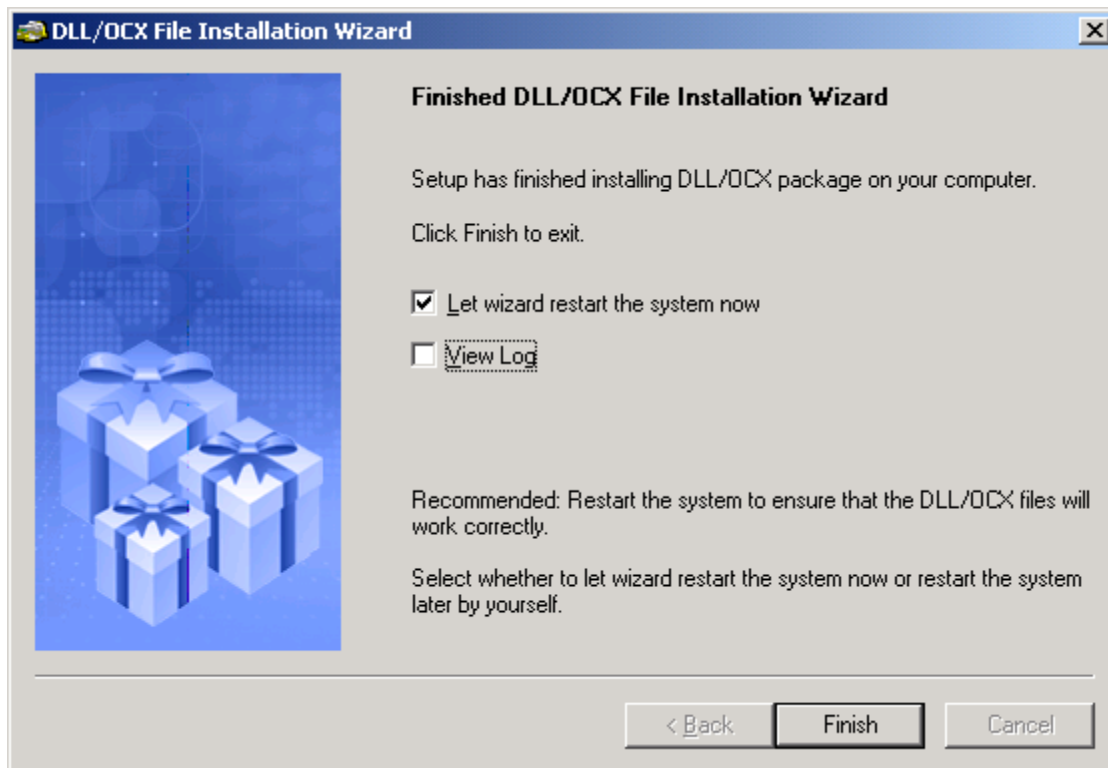 DLL/OCX File Installation Wizard
Finished DLL/OCX File Installation Wizard
Setup has finished installing DLL/OCX package on your computer.
Click Finish to exit.
Let wizard restart the system now
View Log
Recommended: Restart the system to ensure that the DLL/OCX files will
work correctly.
Select whether to let wizard restart the system now or restart the system
later by yourself.
< Back
Finish
Cancel